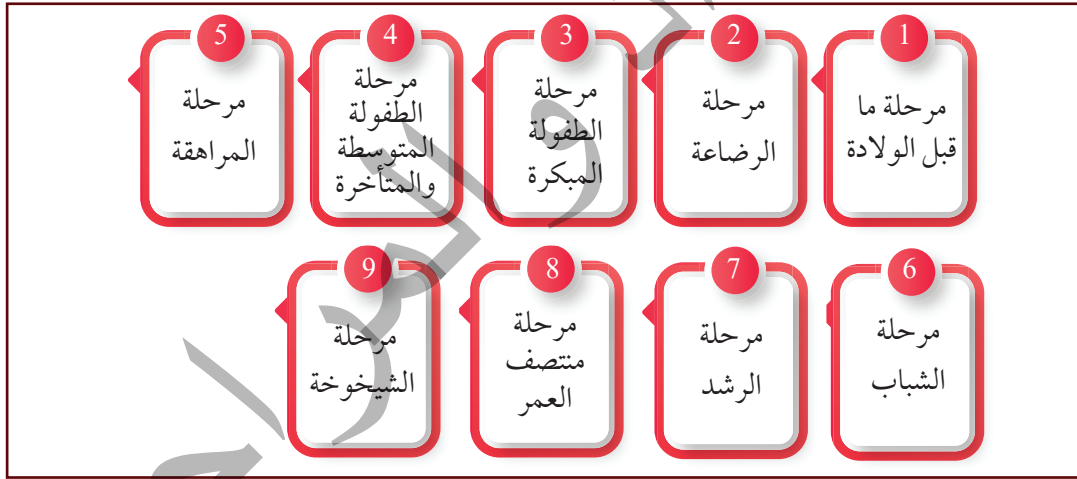 1
مرحلة ما
قبل الولادة
2
مرحلة
الرضاعة
3
مرحلة
الطفولة
المبكرة
4
مرحلة
الطفولة
المتوسطة
والمتأخرة
5
مرحلة
المراهقة
6
مرحلة
الشباب
7
مرحلة
الرشد
8
مرحلة
منتصف
العمر
9
مرحلة
الشيخوخة